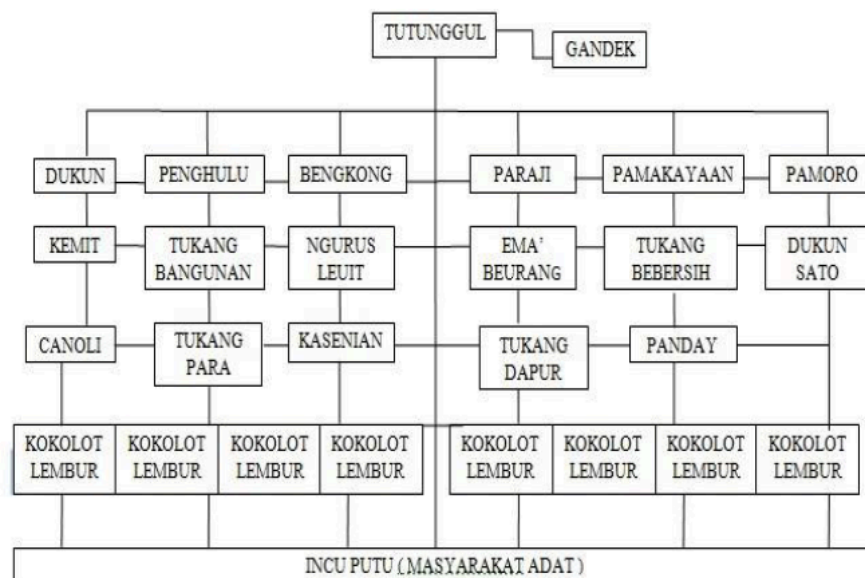 TUTUNGGUL
GANDEK
DUKUN
PENGHULU
BENGKONG
PARAJI
PAMAKAYAAN
PAMORO
KEMIT
TUKANG
BANGUNAN
NGURUS
LEUIT
EMA'
BEURANG
TUKANG
BEBERSIH
DUKUN
SATO
CANOLI
TUKANG
PARA
KASENIAN
TUKANG
DAPUR
PANDAY
KOKOLOT
LEMBUR
KOKOLOT
LEMBUR
KOKOLOT
LEMBUR
KOKOLOT
LEMBUR
KOKOLOT
LEMBUR
KOKOLOT
LEMBUR
KOKOLOT
LEMBUR
KOKOLOT
LEMBUR
INCU PUTU ( MASYARAKAT ADAT )